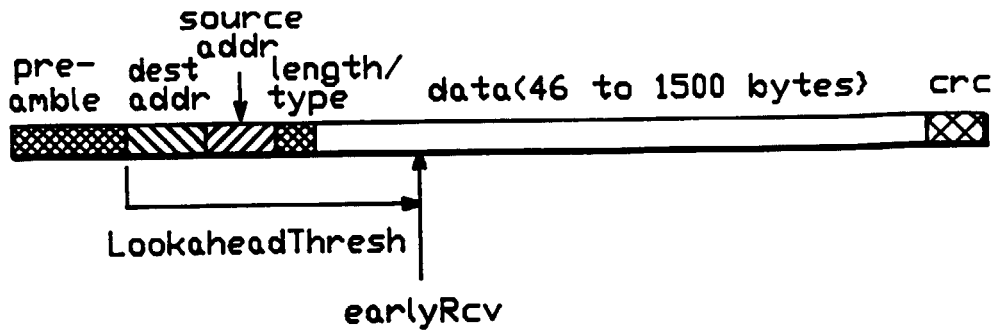 source
addr
pre-
amble
dest
addr
length/
type
data(46 to 1500 bytes)
crc
LookaheadThresh
earlyRcv